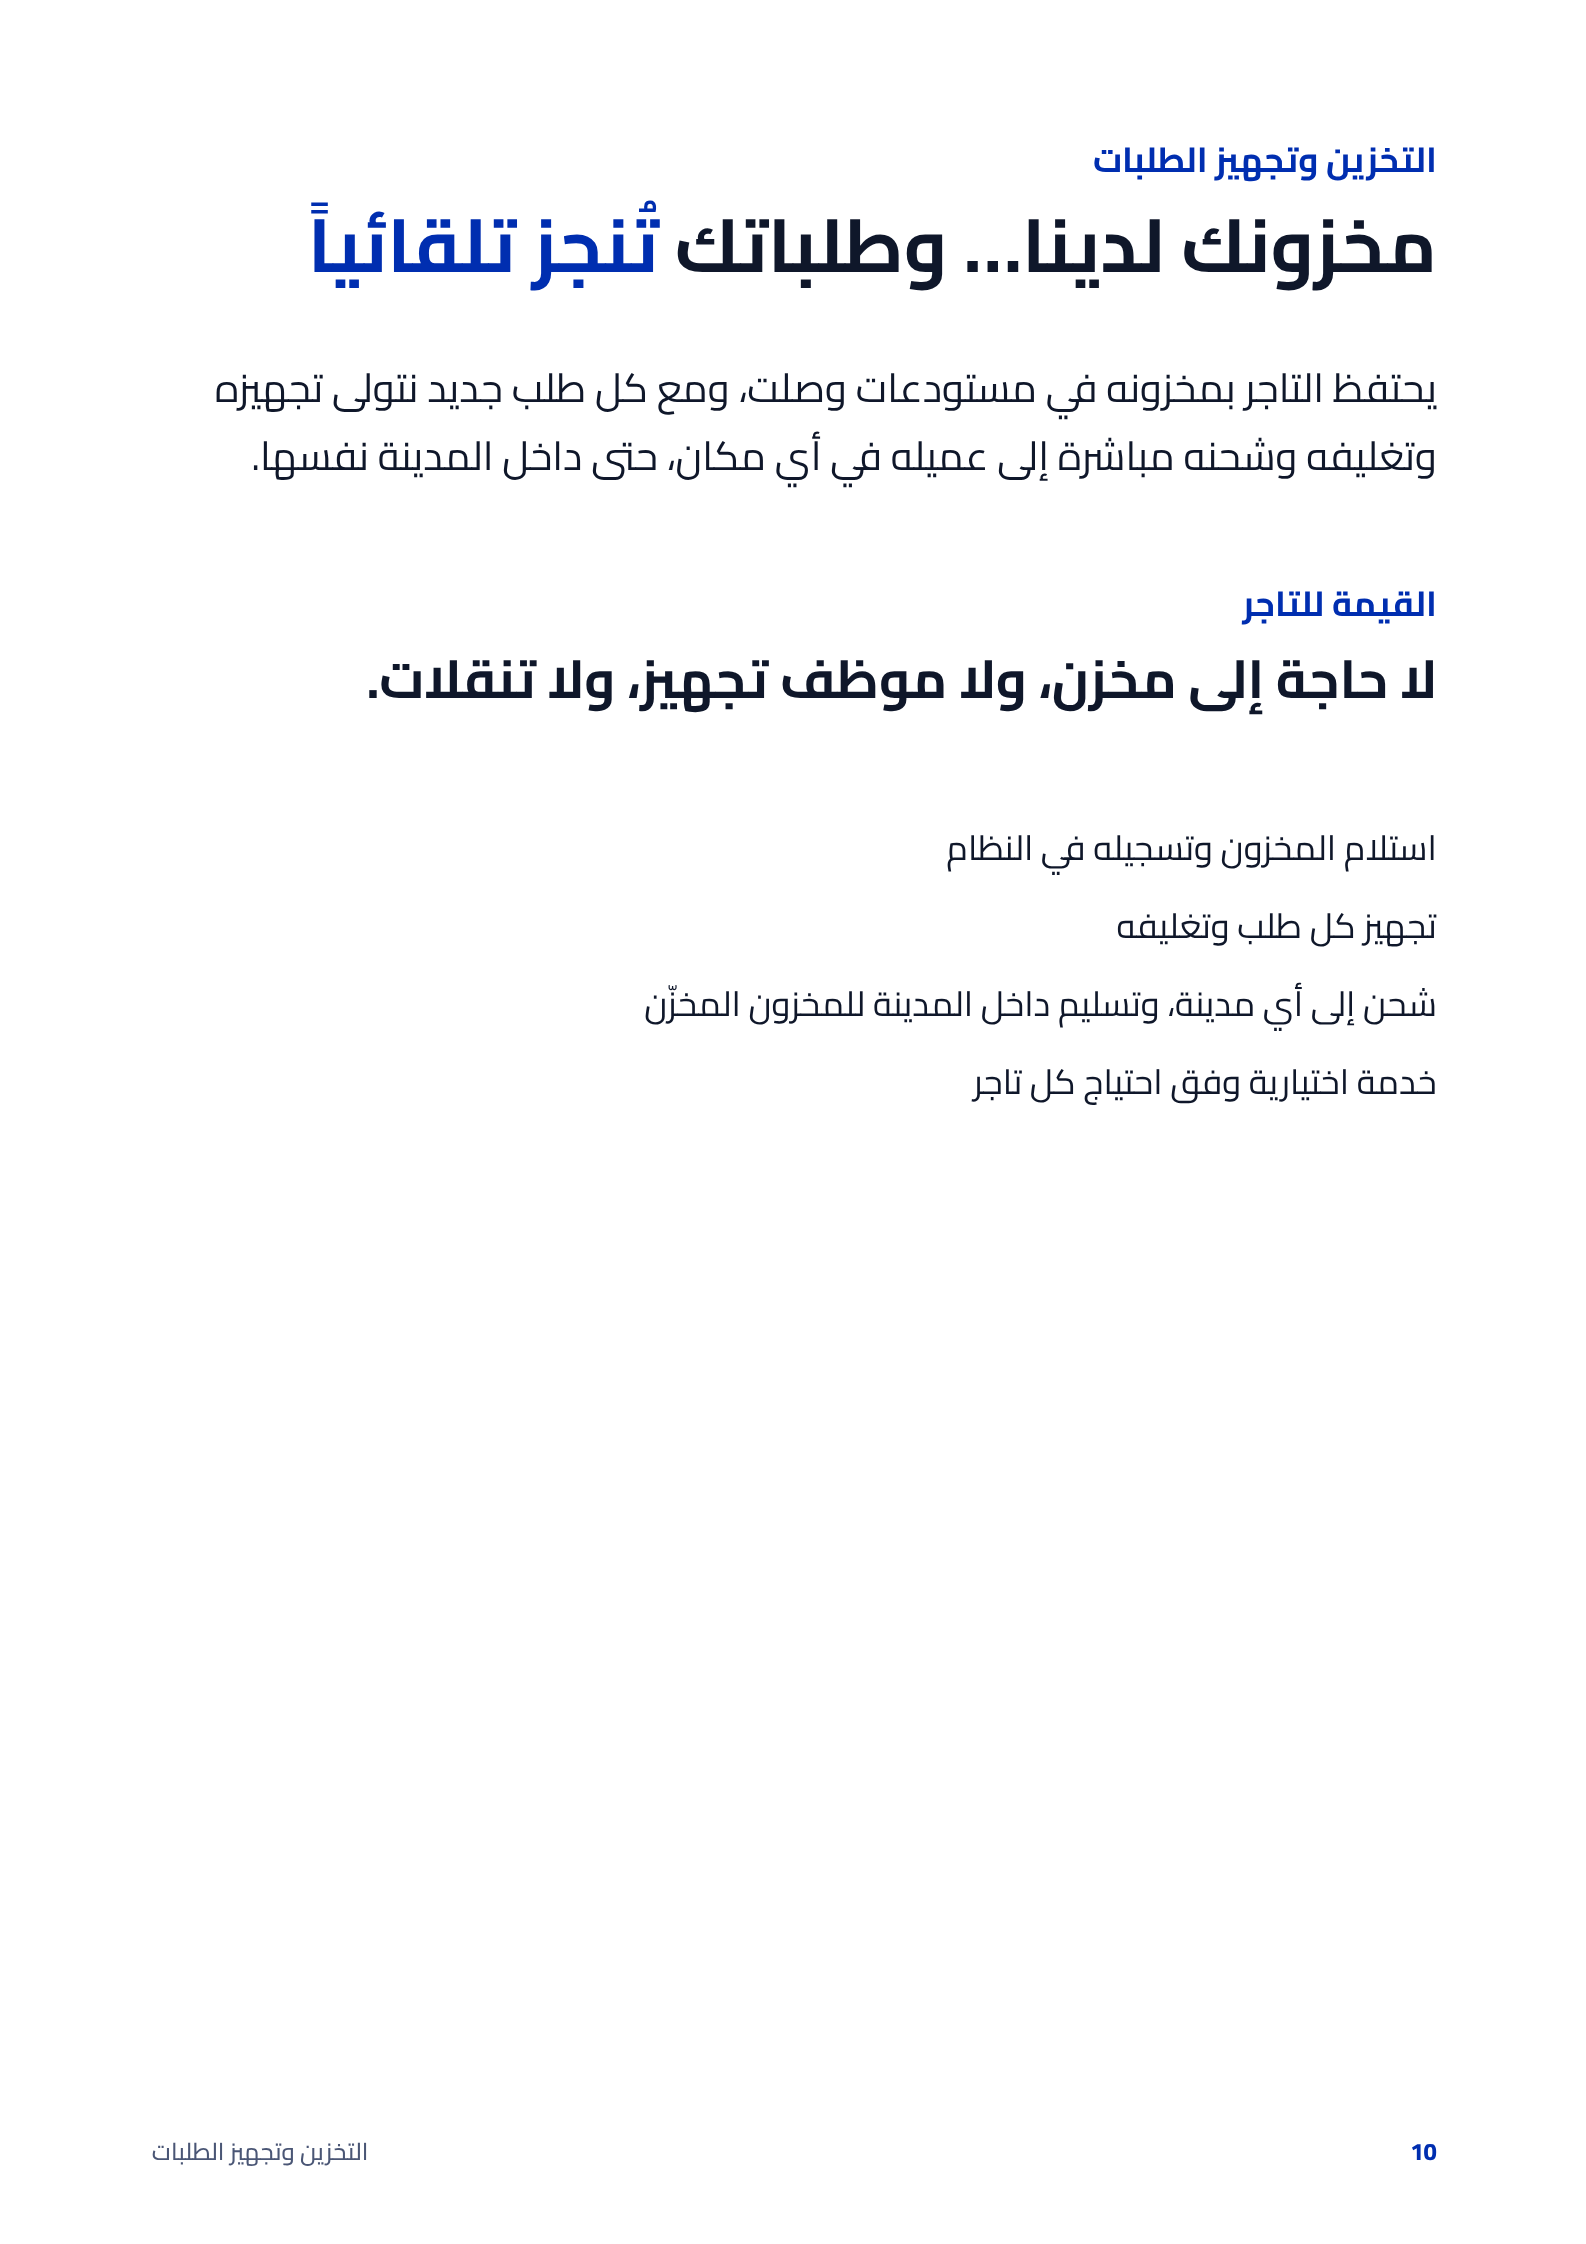 التخزين وتجهيز الطلبات
مخزونك لدينا... وطلباتك تُنجز تلقائياً
يحتفظ التاجر بمخزونه في مستودعات وصلت، ومع كل طلب جديد نتولى تجهيزه
وتغليفه وشحنه مباشرة إلى عميله في أي مكان، حتى داخل المدينة نفسها.
القيمة للتاجر
لا حاجة إلى مخزن، ولا موظف تجهيز، ولا تنقلات.
استلام المخزون وتسجيله في النظام
تجهيز كل طلب وتغليفه
شحن إلى أي مدينة، وتسليم داخل المدينة للمخزون المخزّن
خدمة اختيارية وفق احتياج كل تاجر
10
التخزين وتجهيز الطلبات